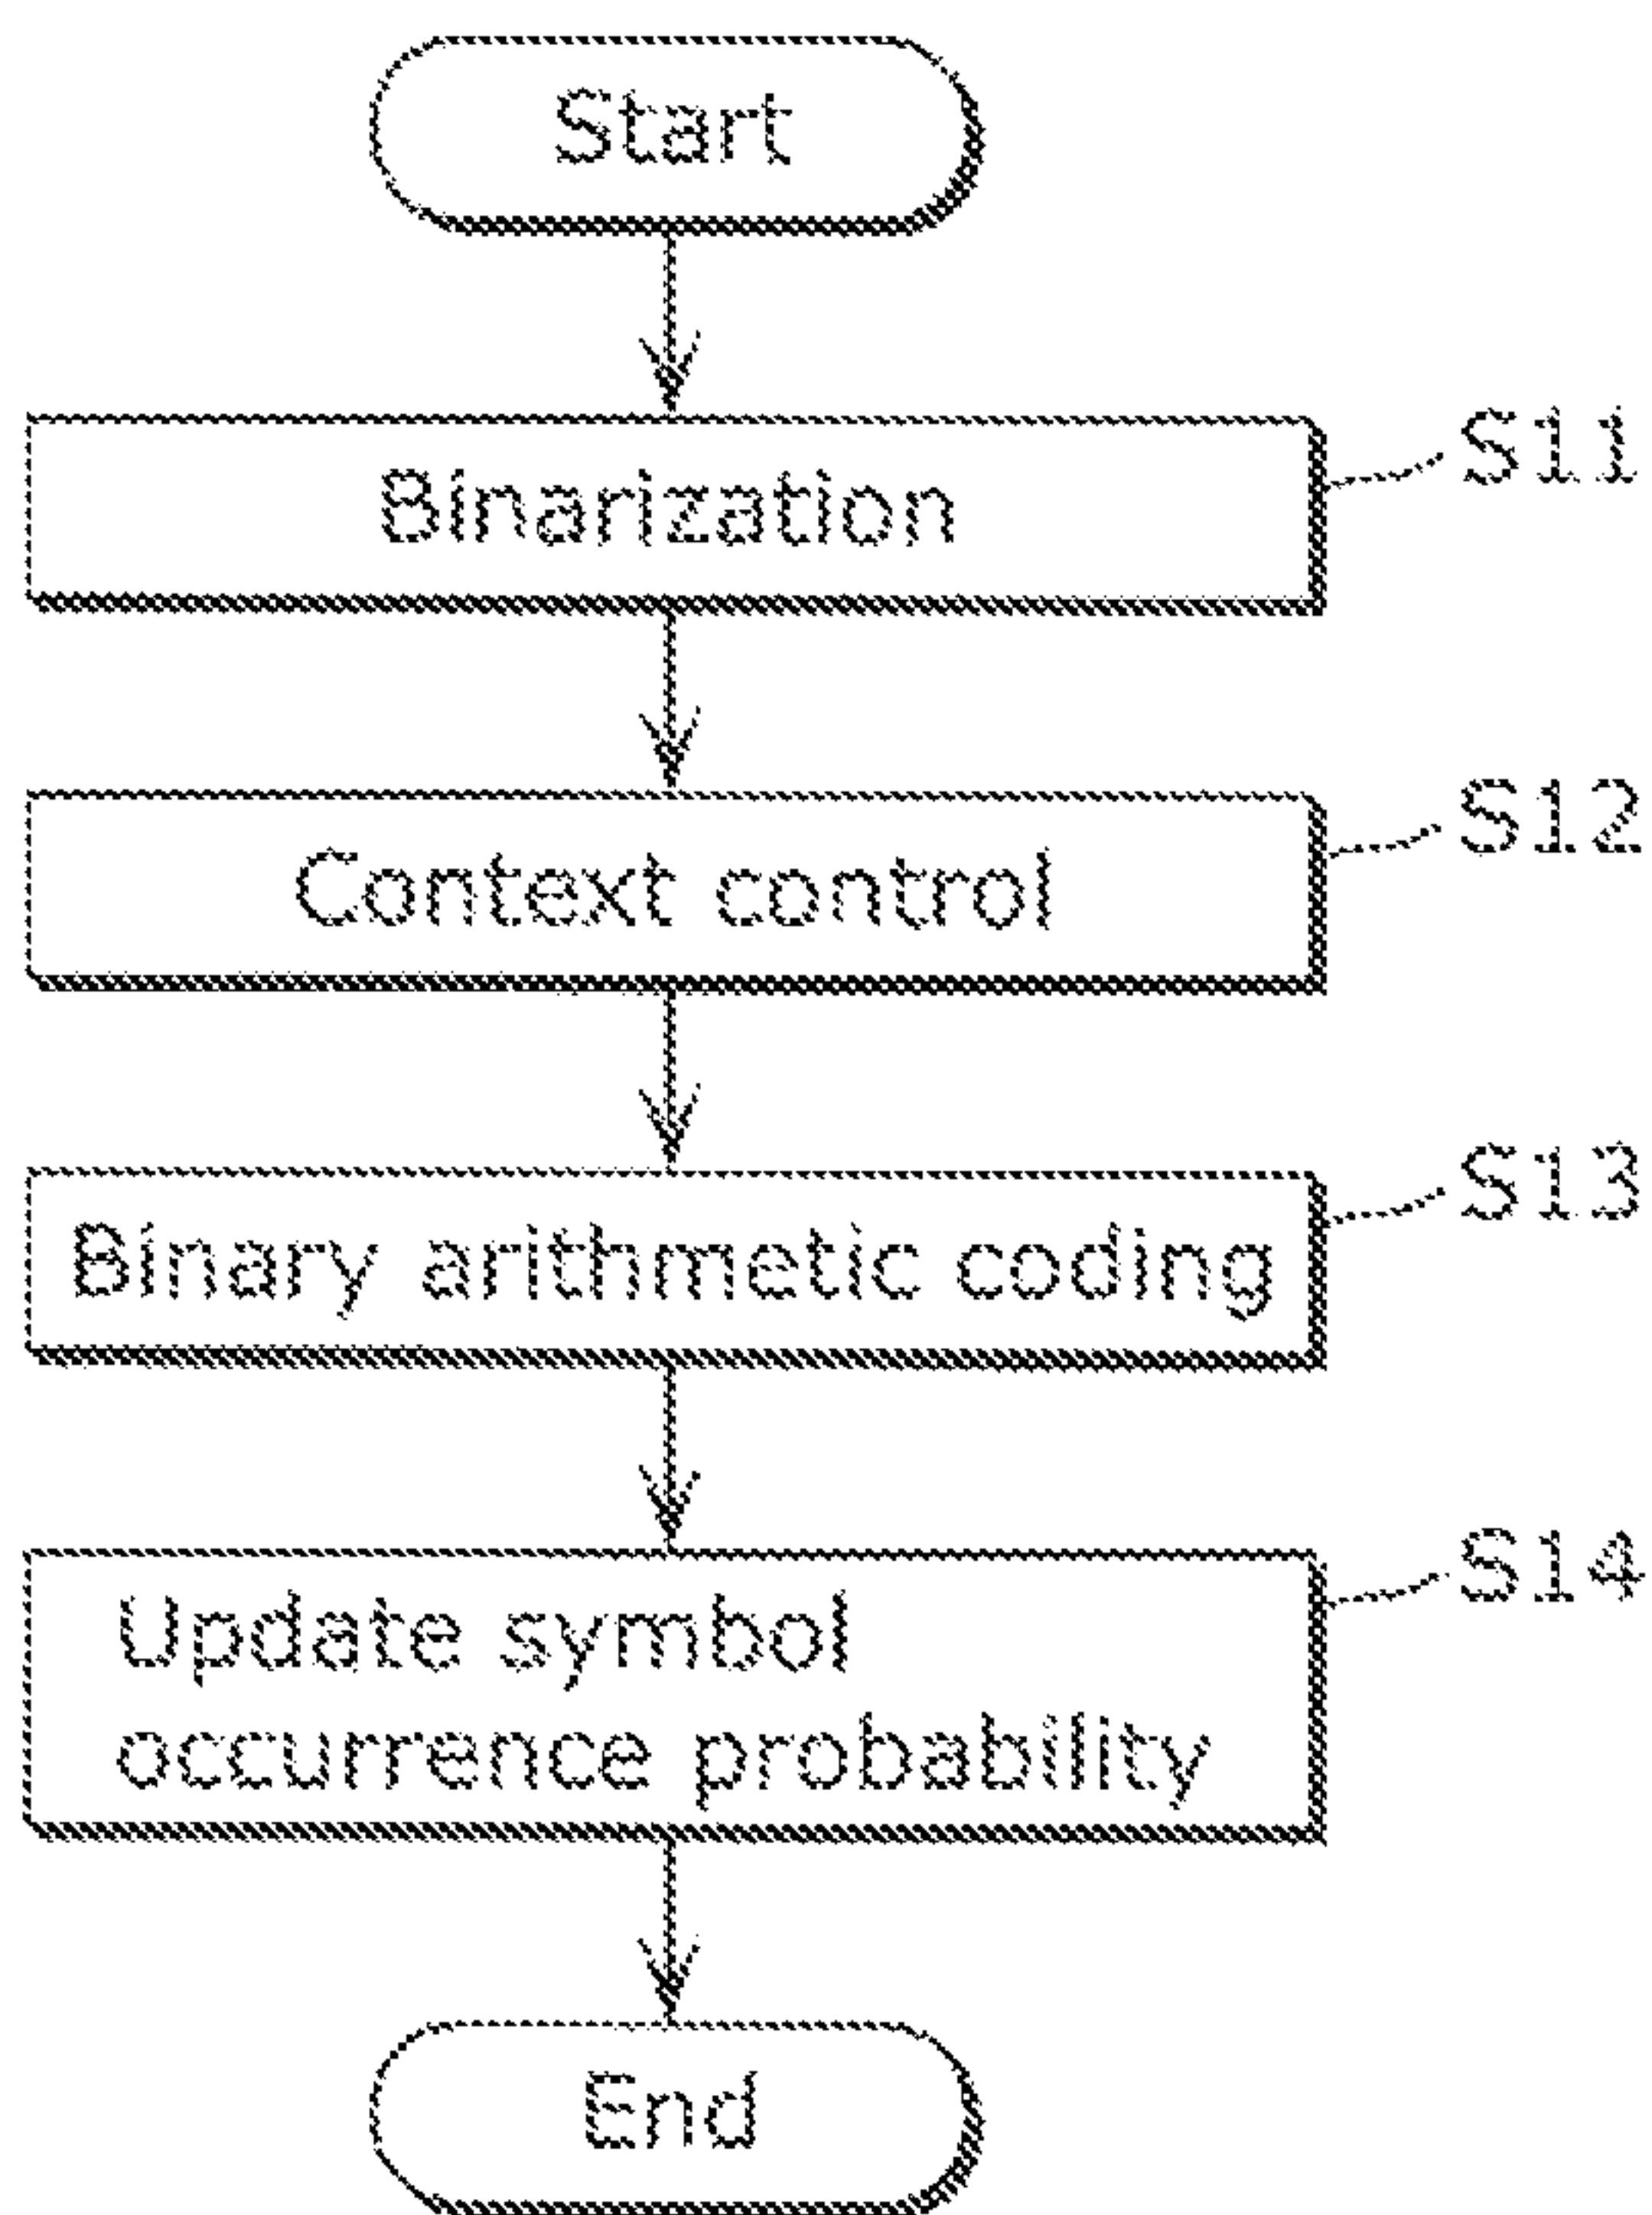 Start
Binarization
S11
Context control
S12
Binary arithmetic coding
S13
Update symbol
occurrence probability
S14
End